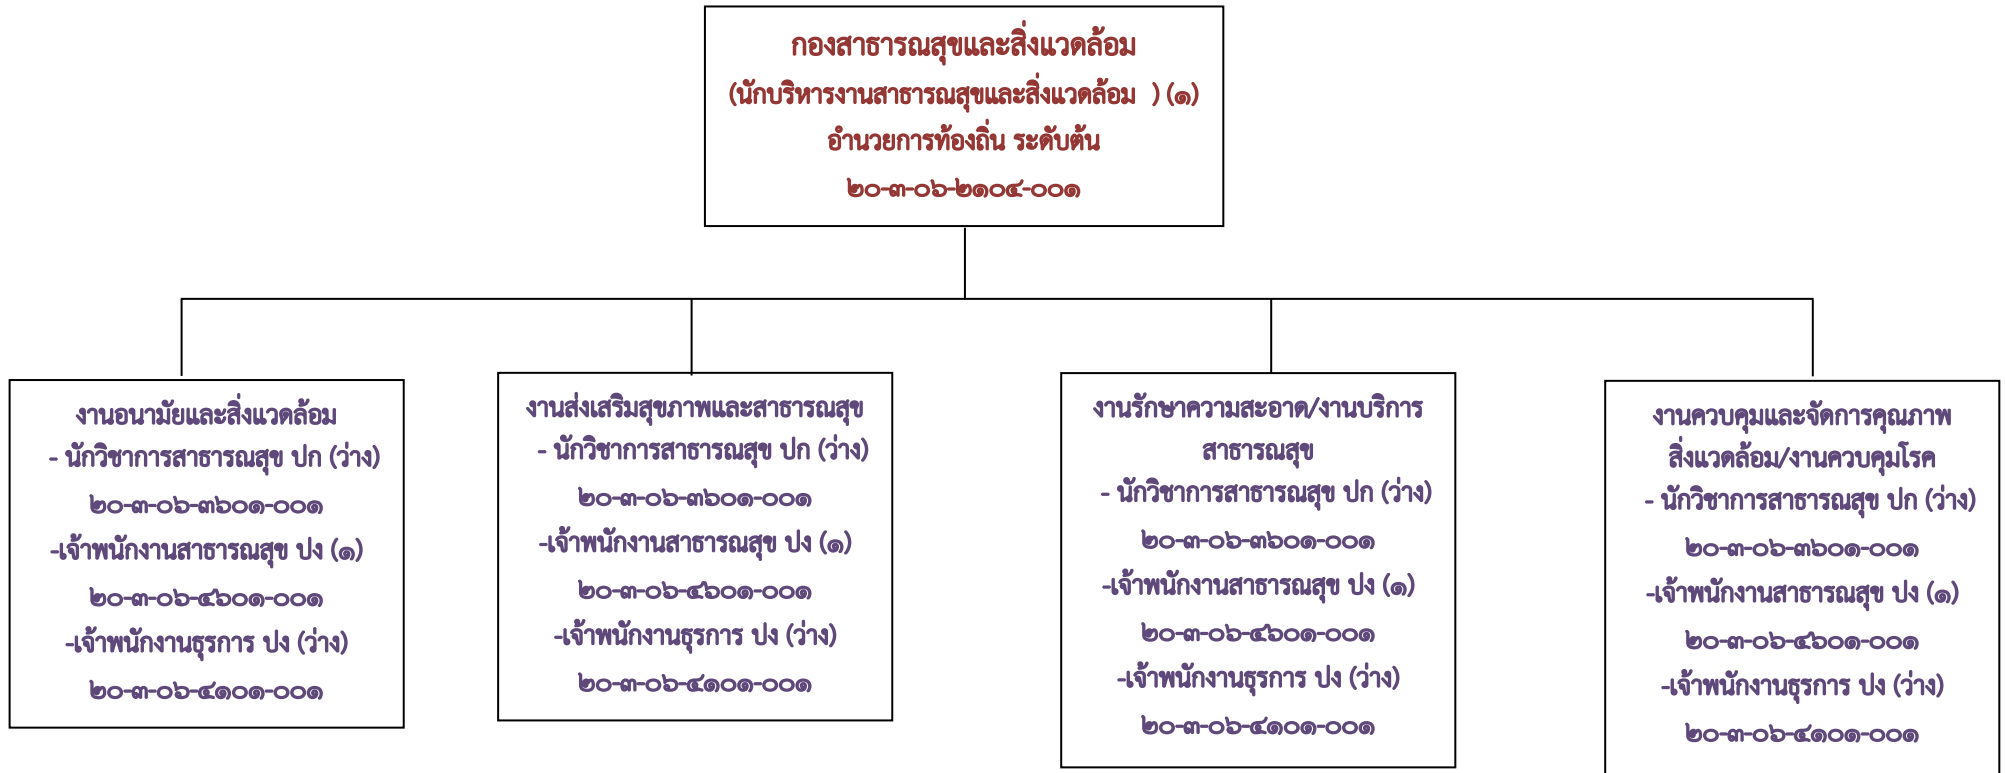 กองสาธารณสุขและสิ่งแวดล้อม
(นักบริหารงานสาธารณสุขและสิ่งแวดล้อม ) (๑)
อำนวยการท้องถิ่น ระดับต้น
๒๐-๓-๐๖-๒๑๐๔-๐๐๑
งานอนามัยและสิ่งแวดล้อม
- นักวิชาการสาธารณสุข ปก (ว่าง)
๒๐-๓-๐๖-๓๖๐๑-๐๐๑
-เจ้าพนักงานสาธารณสุข ปง (๑)
๒๐-๓-๐๖-๔๖๐๑-๐๐๑
-เจ้าพนักงานธุรการ ปง (ว่าง)
๒๐-๓-๐๖-๔๑๐๑-๐๐๑
งานส่งเสริมสุขภาพและสาธารณสุข
- นักวิชาการสาธารณสุข ปก (ว่าง)
๒๐-๓-๐๖-๓๖๐๑-๐๐๑
-เจ้าพนักงานสาธารณสุข ปง (๑)
๒๐-๓-๐๖-๔๖๐๑-๐๐๑
-เจ้าพนักงานธุรการ ปง (ว่าง)
๒๐-๓-๐๖-๔๑๐๑-๐๐๑
งานรักษาความสะอาด/งานบริการ
สาธารณสุข
- นักวิชาการสาธารณสุข ปก (ว่าง)
๒๐-๓-๐๖-๓๖๐๑-๐๐๑
-เจ้าพนักงานสาธารณสุข ปง (๑)
๒๐-๓-๐๖-๔๖๐๑-๐๐๑
-เจ้าพนักงานธุรการ ปง (ว่าง)
๒๐-๓-๐๖-๔๑๐๑-๐๐๑
งานควบคุมและจัดการคุณภาพ
สิ่งแวดล้อม/งานควบคุมโรค
- นักวิชาการสาธารณสุข ปก (ว่าง)
๒๐-๓-๐๖-๓๖๐๑-๐๐๑
-เจ้าพนักงานสาธารณสุข ปง (๑)
๒๐-๓-๐๖-๔๖๐๑-๐๐๑
-เจ้าพนักงานธุรการ ปง (ว่าง)
๒๐-๓-๐๖-๔๑๐๑-๐๐๑